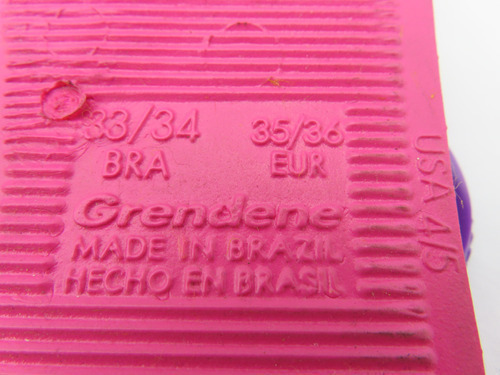 33/34 35/36
BRA EUR
Grendene
MADE IN BRAZIL
HECHO EN BRASIL
USA 4/5